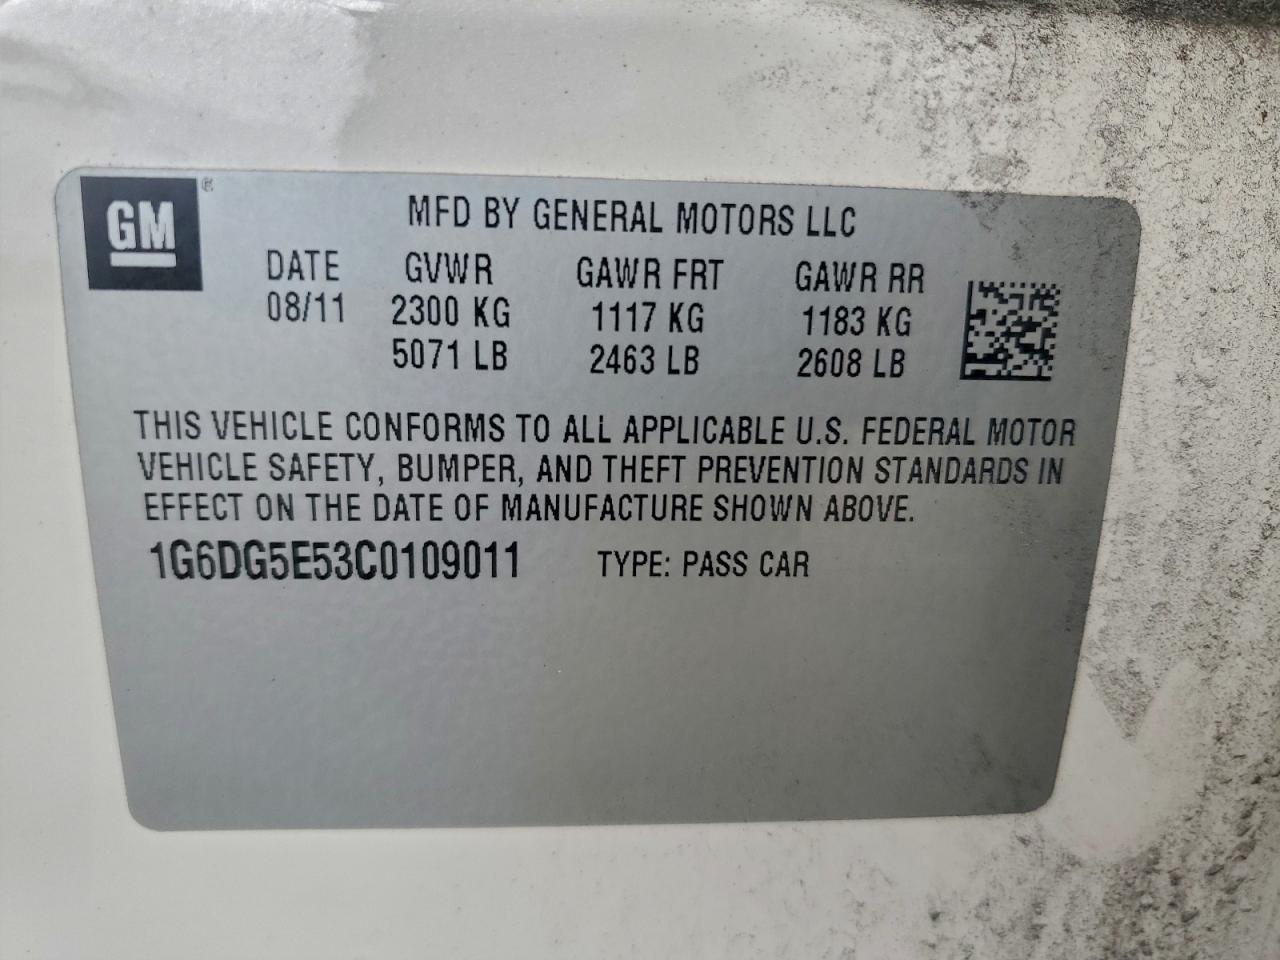 GM®
MFD BY GENERAL MOTORS LLC
DATE GVWR GAWR FRT GAWR RR
08/11 2300 KG 1117 KG 1183 KG
5071 LB 2463 LB 2608 LB
THIS VEHICLE CONFORMS TO ALL APPLICABLE U.S. FEDERAL MOTOR
VEHICLE SAFETY, BUMPER, AND THEFT PREVENTION STANDARDS IN
EFFECT ON THE DATE OF MANUFACTURE SHOWN ABOVE.
1G6DG5E53C0109011 TYPE: PASS CAR